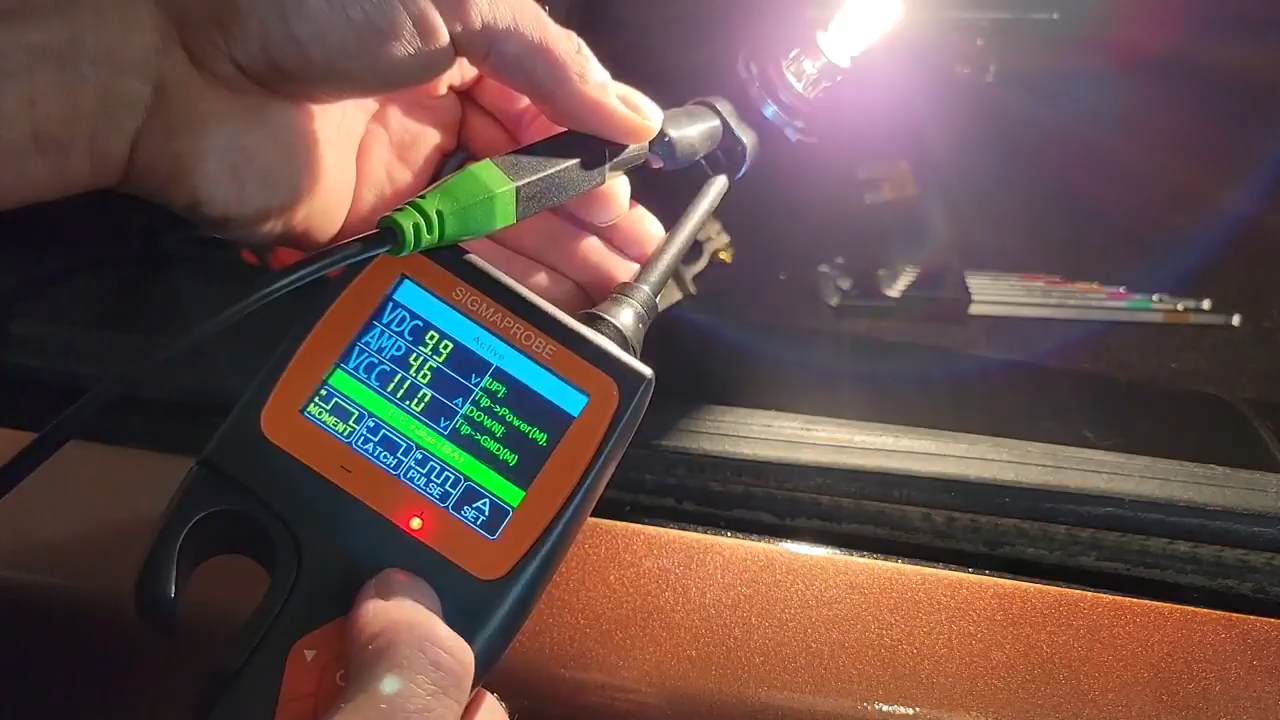 SIGMAPROBE
Active
VDC 9.9 V
AMP 4.6 A
VCC 11.0 V
[UP]:
Tip->Power(M).
[DOWN]:
Tip->GND(M)
MOMENT
LATCH
PULSE
A
SET